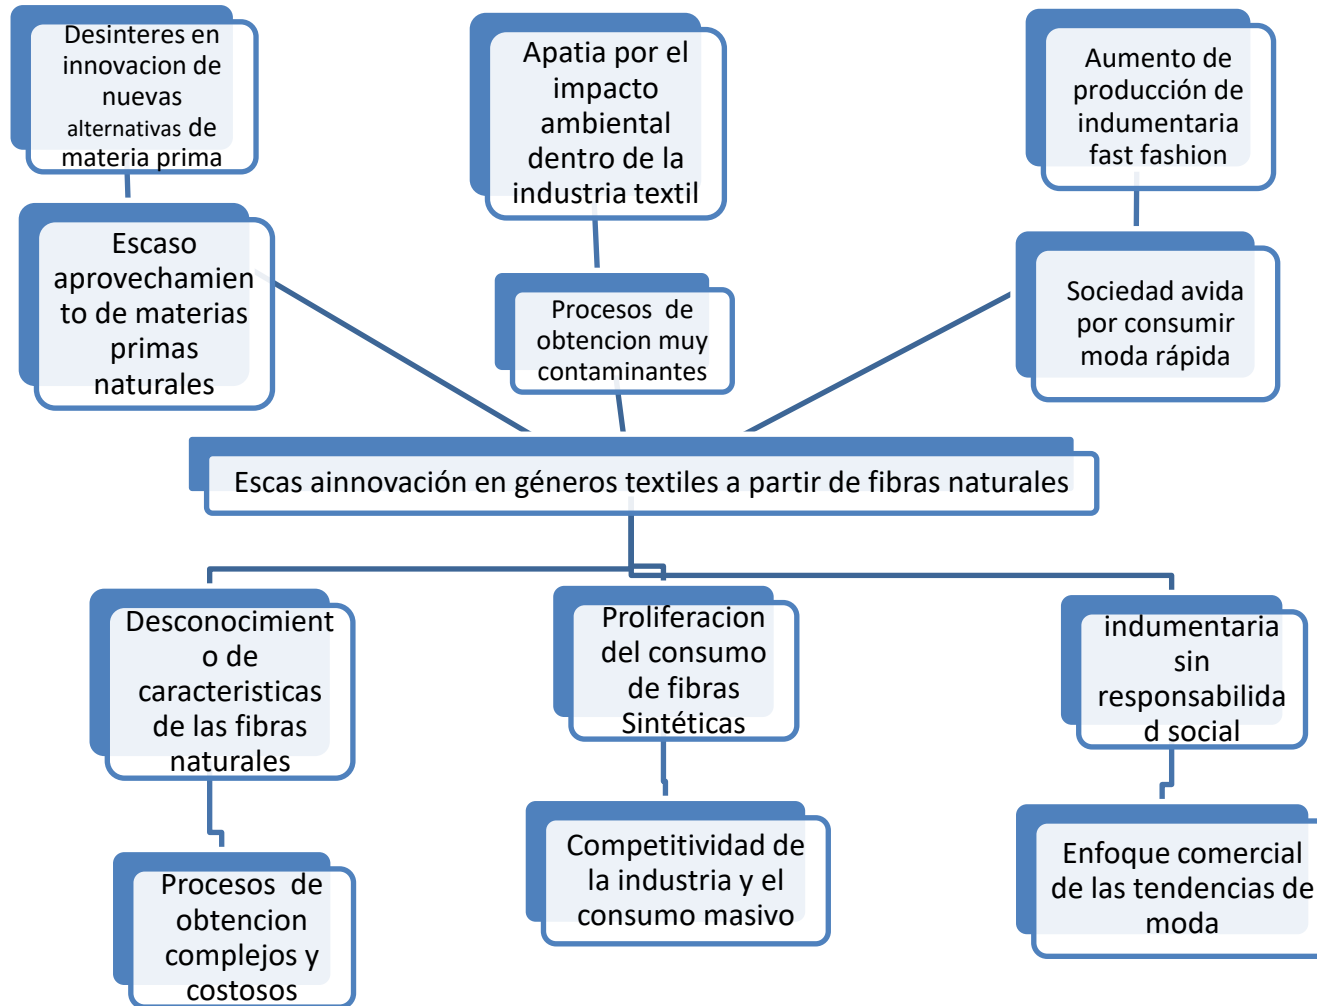 Desinteres en
innovacion de
nuevas
alternativas de
materia prima
Apatia por el
impacto
ambiental
dentro de la
industria textil
Aumento de
producción de
indumentaria
fast fashion
Escaso
aprovechamien
to de materias
primas
naturales
Procesos de
obtencion muy
contaminantes
Sociedad avida
por consumir
moda rápida
Escas ainnovación en géneros textiles a partir de fibras naturales
Desconocimient
o de
caracteristicas
de las fibras
naturales
Proliferacion
del consumo
de fibras
Sintéticas
indumentaria
sin
responsabilida
d social
Procesos de
obtencion
complejos y
costosos
Competitividad de
la industria y el
consumo masivo
Enfoque comercial
de las tendencias de
moda